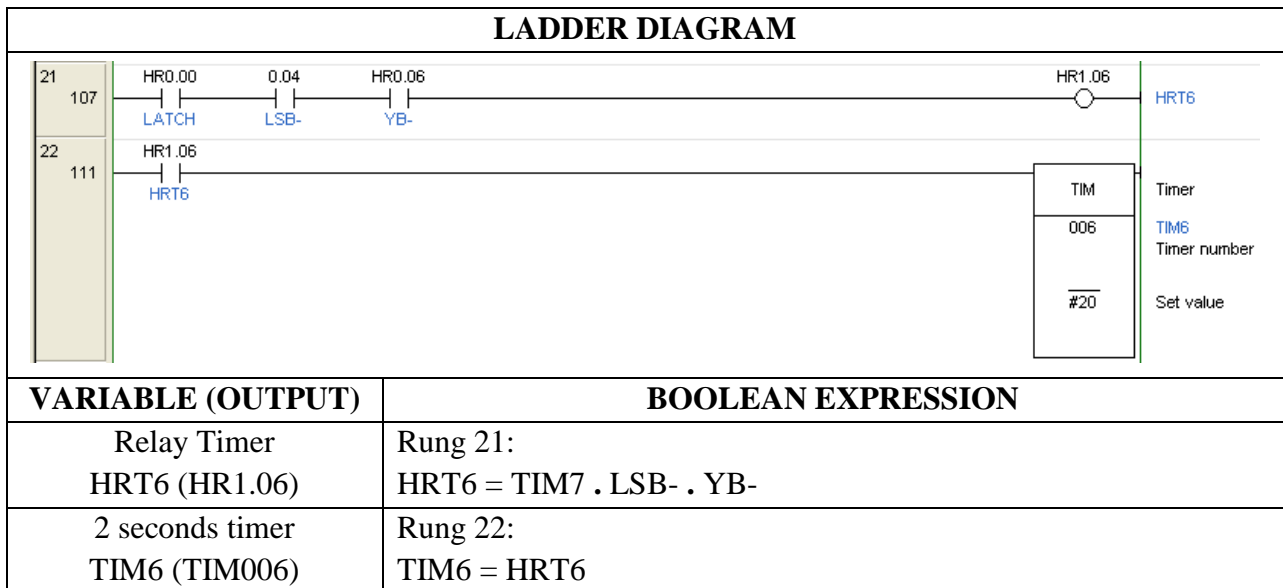 LADDER DIAGRAM
21 HR0.00 0.04 HR0.06 HR1.06
107 HRT6
LATCH LSB- YB-
22 HR1.06
111 HRT6
TIM Timer
006 TIM6
Timer number
#20 Set value
VARIABLE (OUTPUT) BOOLEAN EXPRESSION
Relay Timer Rung 21:
HRT6 (HR1.06) HRT6 = TIM7 . LSB- . YB-
2 seconds timer Rung 22:
TIM6 (TIM006) TIM6 = HRT6